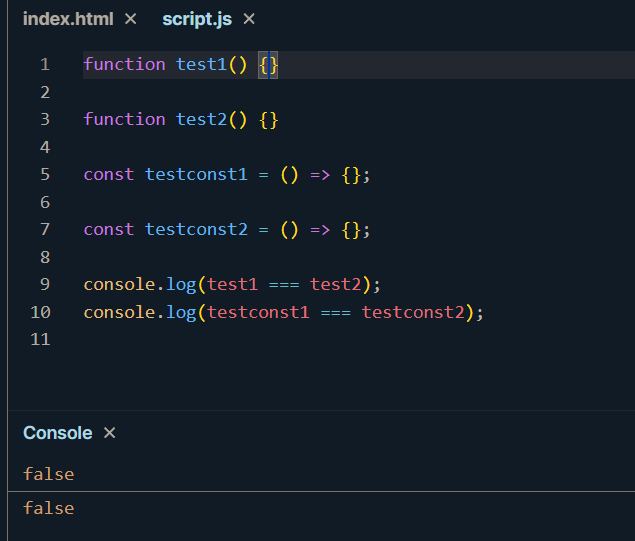 index.html × script.js ×
1 function test1() {}
2
3 function test2() {}
4
5 const testconst1 = () => {};
6
7 const testconst2 = () => {};
8
9 console.log(test1 === test2);
10 console.log(testconst1 === testconst2);
11
Console ×
false
false